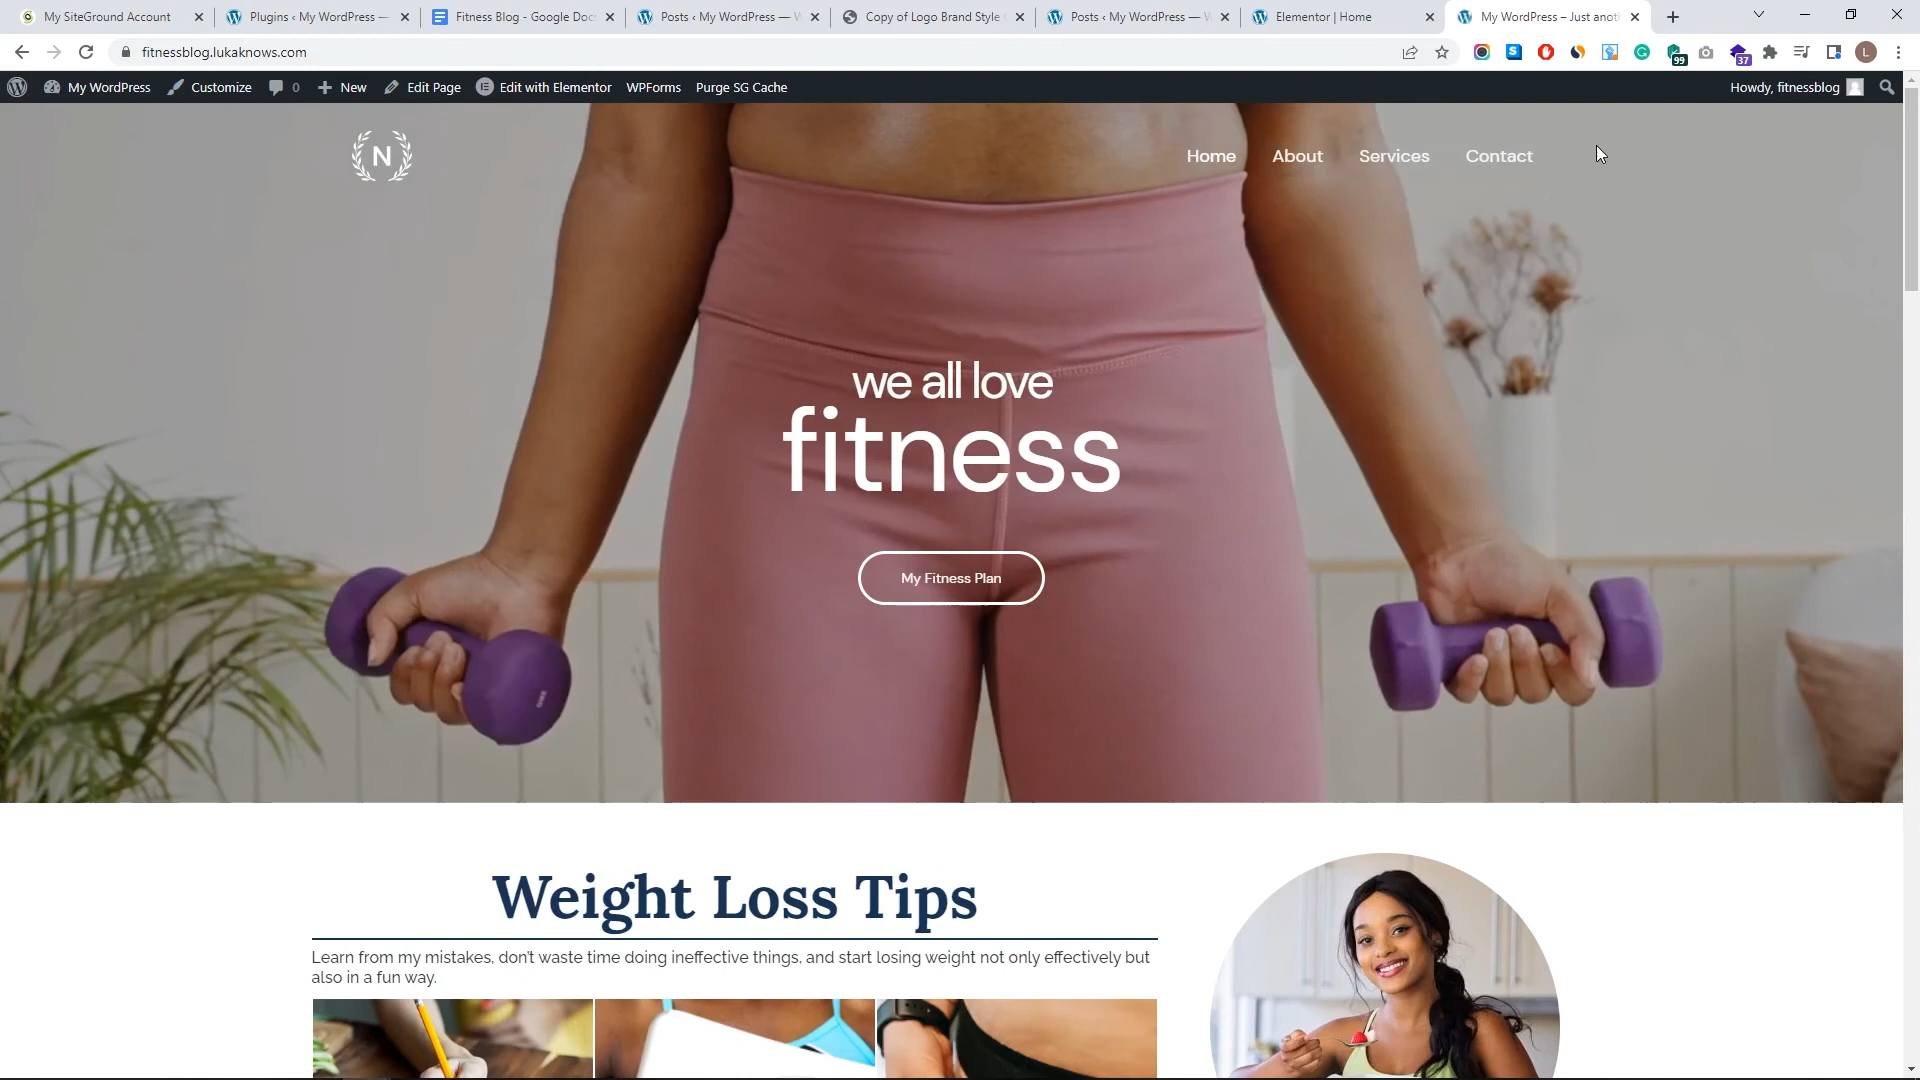 My SiteGround Account
Plugins ‹ My WordPress —
Fitness Blog - Google Docs
Posts ‹ My WordPress — W
Copy of Logo Brand Style
Posts ‹ My WordPress — W
Elementor | Home
My WordPress – Just anot
fitnessblog.lukaknows.com
99
37
L
My WordPress
Customize
0
New
Edit Page
Edit with Elementor
WPForms
Purge SG Cache
Howdy, fitnessblog
N
Home
About
Services
Contact
we all love
fitness
My Fitness Plan
Weight Loss Tips
Learn from my mistakes, don't waste time doing ineffective things, and start losing weight not only effectively but
also in a fun way.